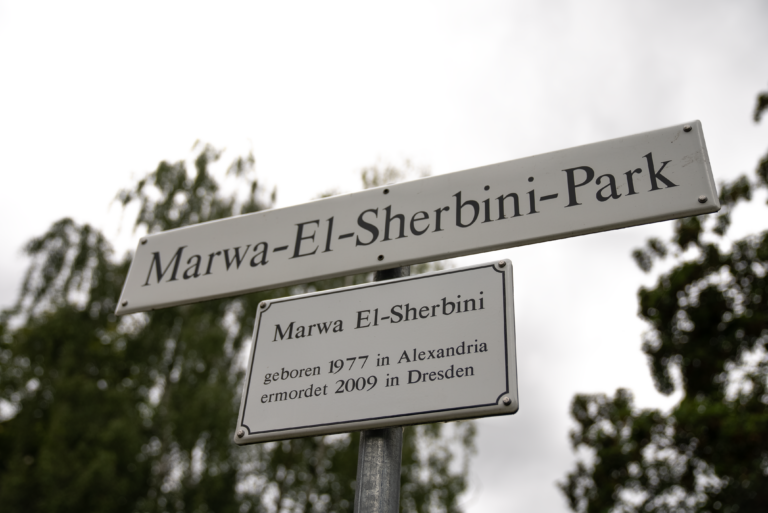 Marwa-El-Sherbini-Park
Marwa El-Sherbini
geboren 1977 in Alexandria
ermordet 2009 in Dresden